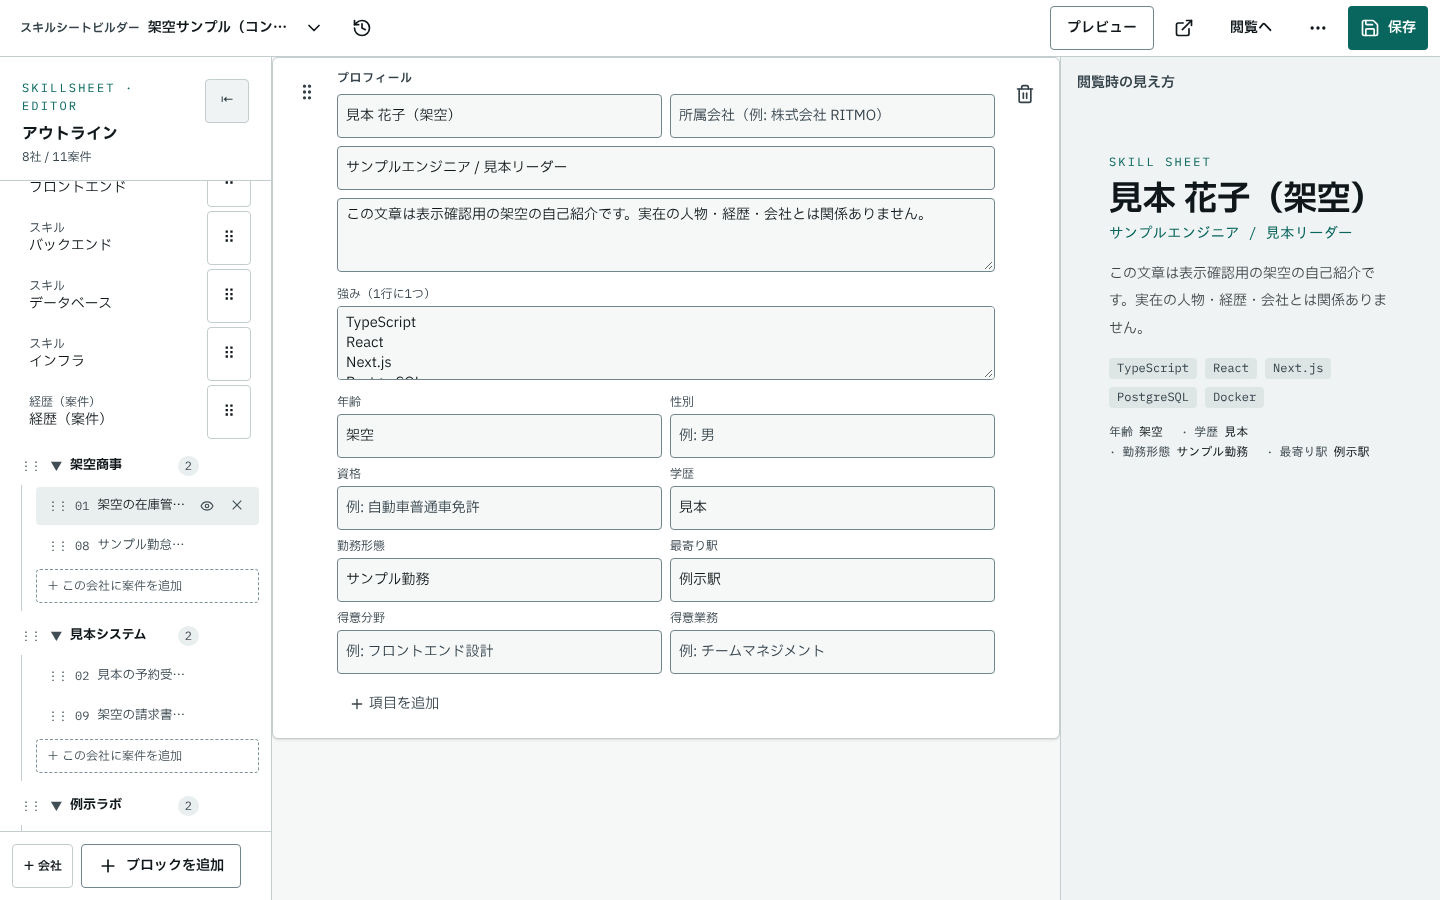 スキルシートビルダー 架空サンプル（コン…
プレビュー
閲覧へ
保存
SKILLSHEET ·
EDITOR
アウトライン
8社 / 11案件
フロントエンド
スキル
バックエンド
スキル
データベース
スキル
インフラ
経歴（案件）
経歴（案件）
▼ 架空商事 2
01 架空の在庫管…
08 サンプル勤怠…
+ この会社に案件を追加
▼ 見本システム 2
02 見本の予約受…
09 架空の請求書…
+ この会社に案件を追加
▼ 例示ラボ 2
+ 会社
+ ブロックを追加
プロフィール
見本 花子（架空）
所属会社（例: 株式会社 RITMO）
サンプルエンジニア / 見本リーダー
この文章は表示確認用の架空の自己紹介です。実在の人物・経歴・会社とは関係ありません。
強み（1行に1つ）
TypeScript
React
Next.js
PostgreSQL
年齢
架空
性別
例: 男
資格
例: 自動車普通車免許
学歴
見本
勤務形態
サンプル勤務
最寄り駅
例示駅
得意分野
例: フロントエンド設計
得意業務
例: チームマネジメント
+ 項目を追加
閲覧時の見え方
SKILL SHEET
見本 花子（架空）
サンプルエンジニア / 見本リーダー
この文章は表示確認用の架空の自己紹介で
す。実在の人物・経歴・会社とは関係ありま
せん。
TypeScript React Next.js
PostgreSQL Docker
年齢 架空 · 学歴 見本
· 勤務形態 サンプル勤務 · 最寄り駅 例示駅